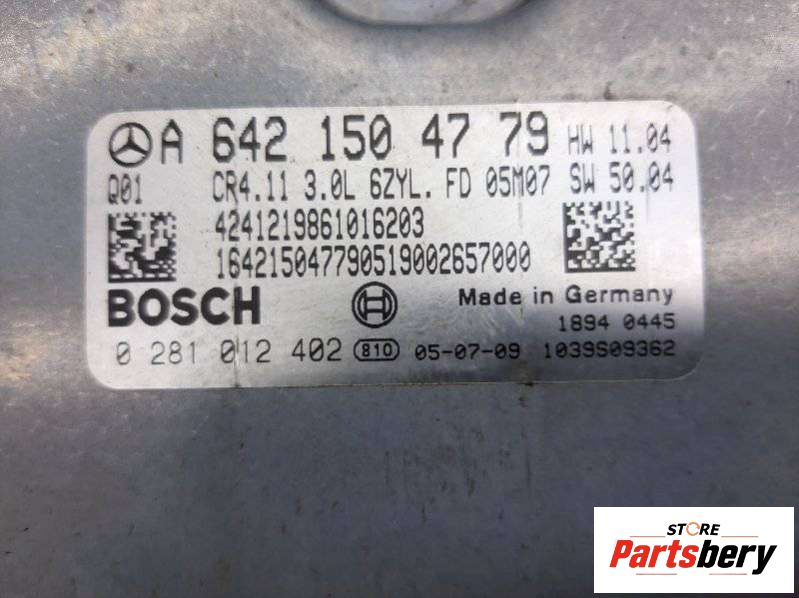 A 642 150 47 79 HW 11.04
Q01 CR4.11 3.0L 6ZYL. FD 05M07 SW 50.04
4241219861016203
164215047790519002657000
BOSCH Made in Germany
1894 0445
0 281 012 402 810 05-07-09 1039S09362
STORE
Partsbery